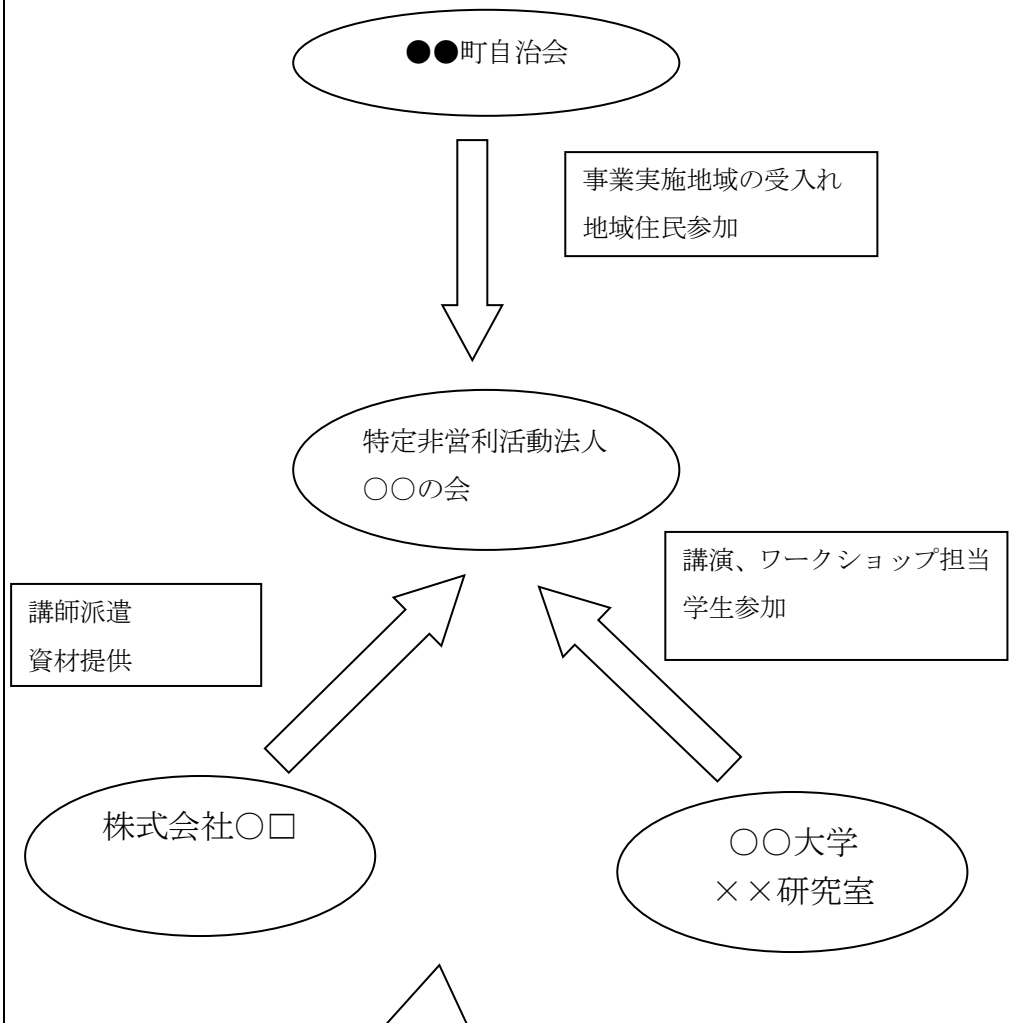 ●●町自治会
事業実施地域の受入れ
地域住民参加
特定非営利活動法人
○○の会
講演、ワークショップ担当
学生参加
講師派遣
資材提供
株式会社○□
○○大学
××研究室